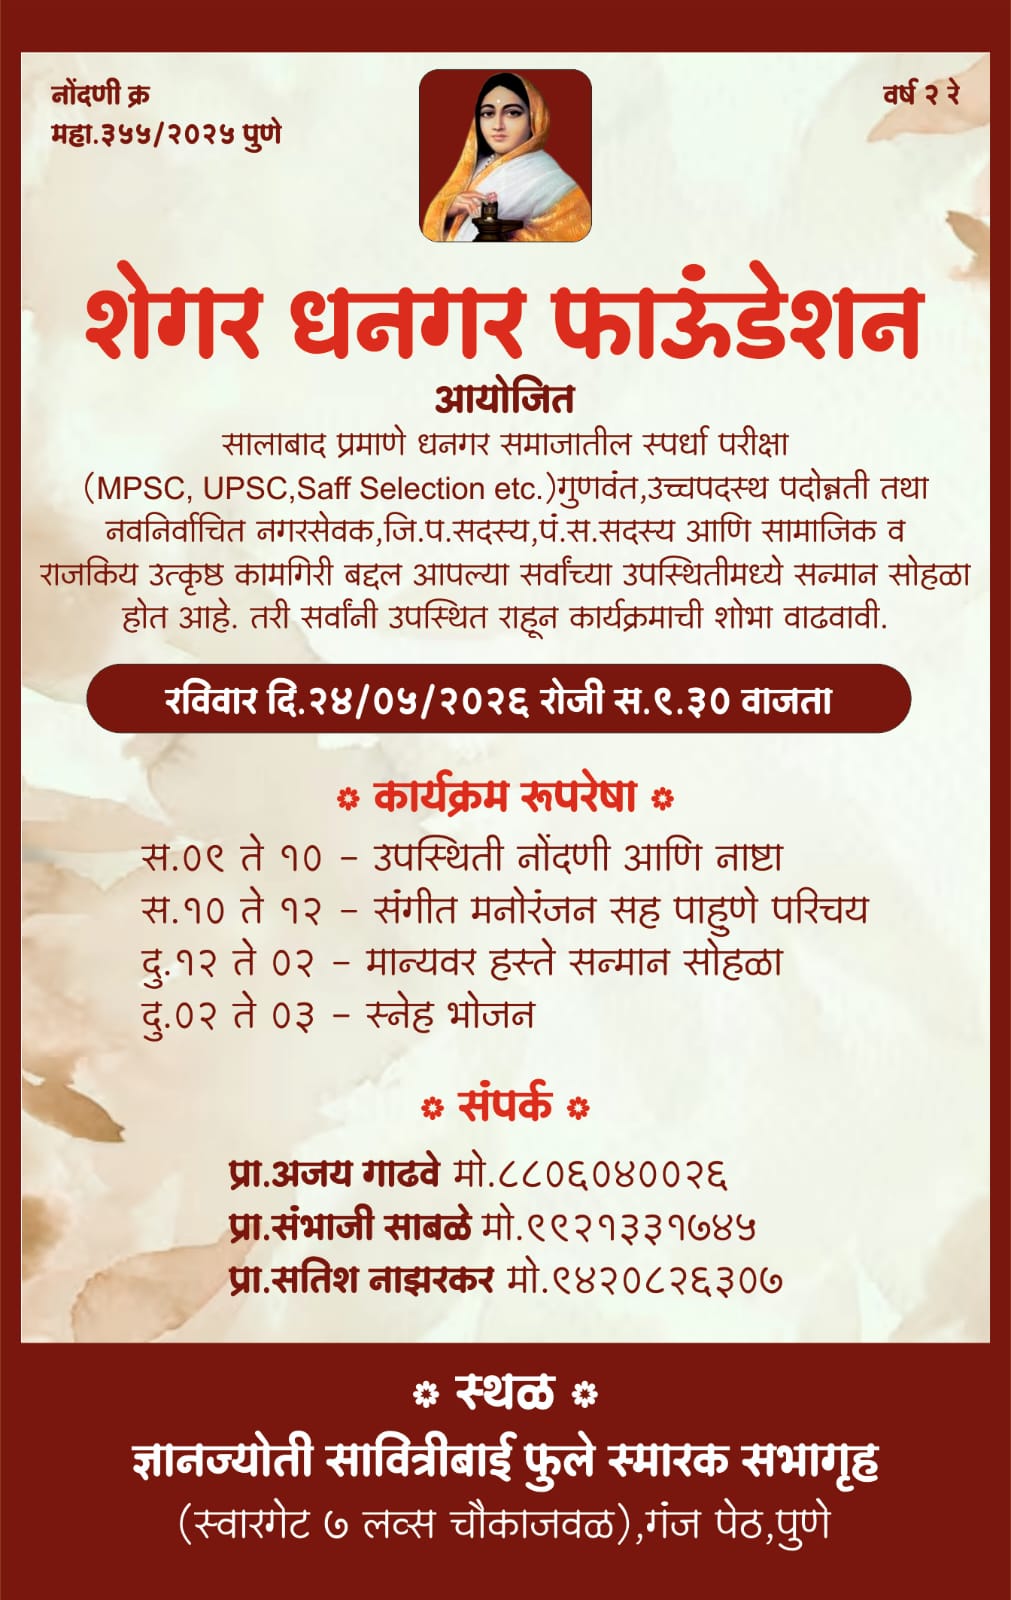 नोंदणी क्र
महा.३५५/२०२५ पुणे
वर्ष २ रे
शेगर धनगर फाऊंडेशन
आयोजित
सालाबाद प्रमाणे धनगर समाजातील स्पर्धा परीक्षा
(MPSC, UPSC,Saff Selection etc.)गुणवंत,उच्चपदस्थ पदोन्नती तथा
नवनिर्वाचित नगरसेवक,जि.प.सदस्य,पं.स.सदस्य आणि सामाजिक व
राजकिय उत्कृष्ठ कामगिरी बद्दल आपल्या सर्वांच्या उपस्थितीमध्ये सन्मान सोहळा
होत आहे. तरी सर्वांनी उपस्थित राहून कार्यक्रमाची शोभा वाढवावी.
रविवार दि.२४/०५/२०२६ रोजी स.९.३० वाजता
कार्यक्रम रूपरेषा
स.०९ ते १० – उपस्थिती नोंदणी आणि नाष्टा
स.१० ते १२ – संगीत मनोरंजन सह पाहुणे परिचय
दु.१२ ते ०२ – मान्यवर हस्ते सन्मान सोहळा
दु.०२ ते ०३ – स्नेह भोजन
संपर्क
प्रा.अजय गाढवे मो.८८०६०४००२६
प्रा.संभाजी साबळे मो.९९२१३३१७४५
प्रा.सतिश नाझरकर मो.९४२०८२६३०७
स्थळ
ज्ञानज्योती सावित्रीबाई फुले स्मारक सभागृह
(स्वारगेट ७ लव्स चौकाजवळ),गंज पेठ,पुणे